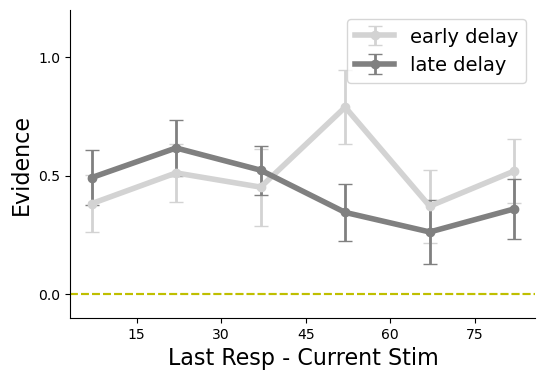 early delay
late delay
1.0
0.5
0.0
Evidence
15 30 45 60 75
Last Resp - Current Stim